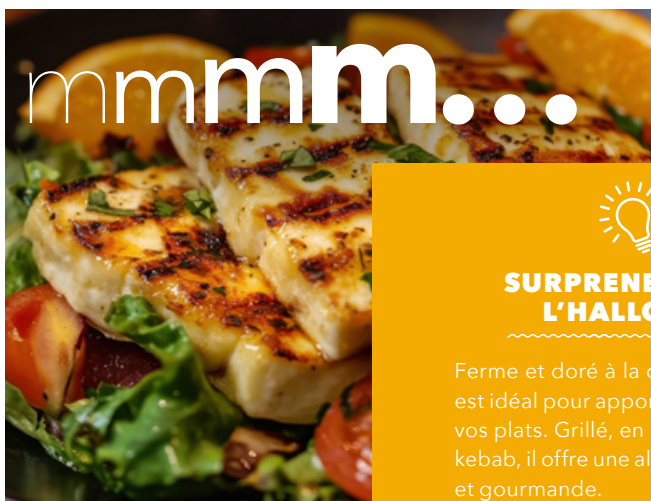 mmmm...
SURPRENE
L'HALLO
Ferme et doré à la
est idéal pour appor
vos plats. Grillé, en
kebab, il offre une al
et gourmande.